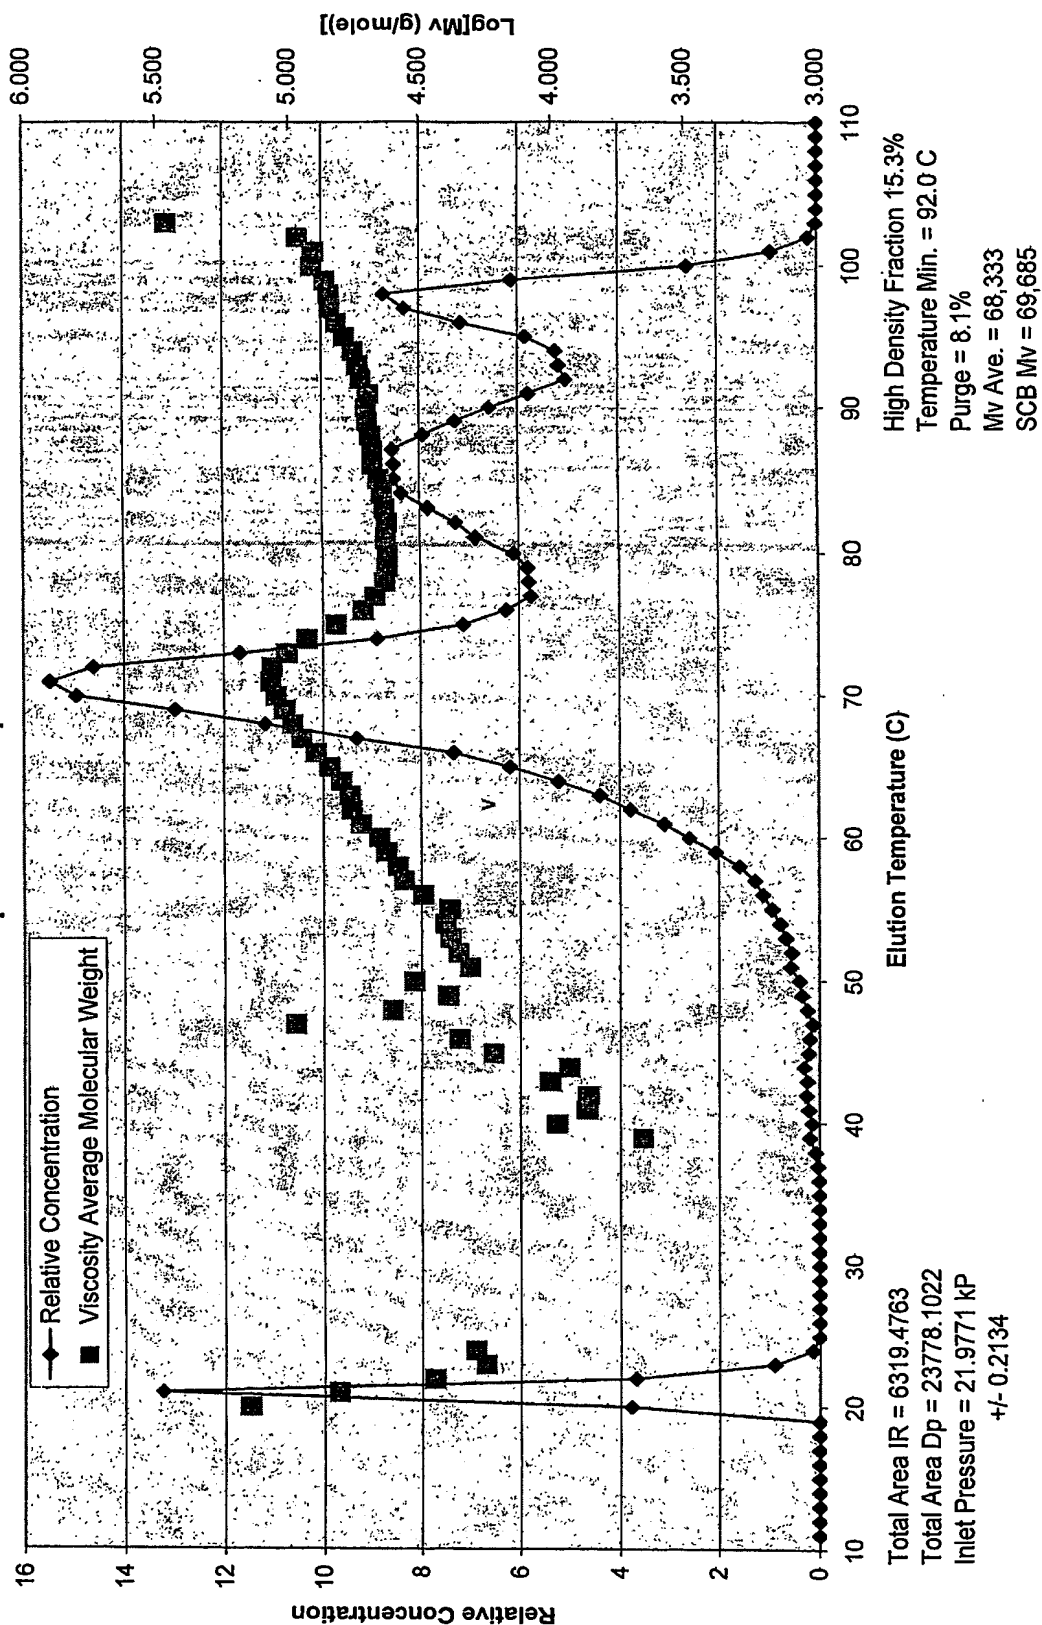 Relative Concentration
Viscosity Average Molecular Weight
Relative Concentration
16
14
12
10
8
6
4
2
0
Log[Mv (g/mole)]
6.000
5.500
5.000
4.500
4.000
3.500
3.000
v
10
20
30
40
50
60
70
80
90
100
110
Elution Temperature (C)
Total Area IR = 6319.4763
Total Area Dp = 23778.1022
Inlet Pressure = 21.9771 kP
+/- 0.2134
High Density Fraction 15.3%
Temperature Min. = 92.0 C
Purge = 8.1%
Mv Ave. = 68,333
SCB Mv = 69,685